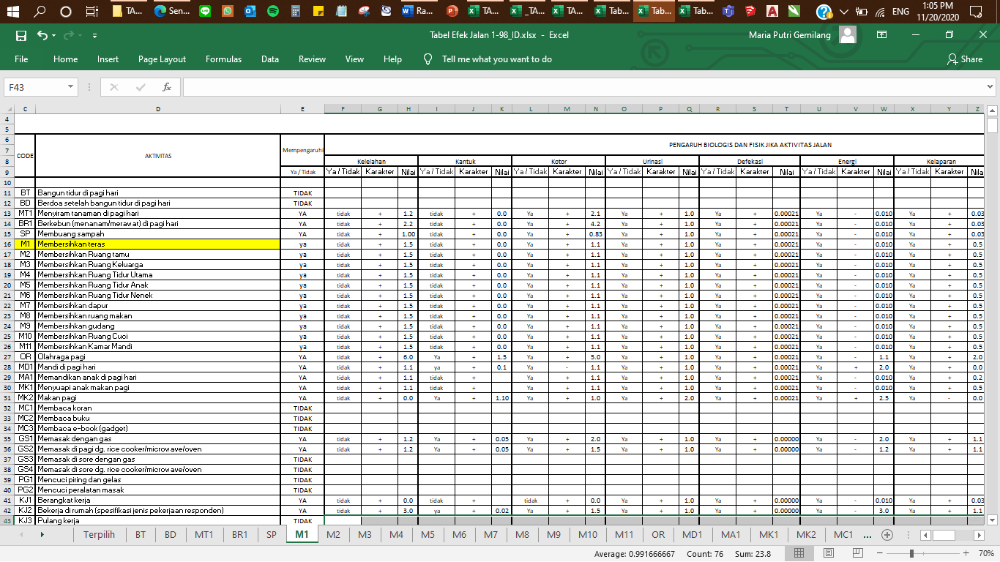 TA... Sen... Ra... TA... _TA... TA... Tab... Tab... Tab... ENG 1:05 PM 11/20/2020
Tabel Efek Jalan 1-98_ID.xlsx - Excel Maria Putri Gemilang
File Home Insert Page Layout Formulas Data Review View Help Tell me what you want to do Share
F43 fx
C D E F G H I J K L M N O P Q R S T U V W X Y Z
4
5
6 PENGARUH BIOLOGIS DAN FISIK JIKA AKTIVITAS JALAN
7 CODE AKTIVITAS Mempengaruhi
8 Kelelahan Kantuk Kotor Urinasi Defekasi Energi Kelaparan
9 Ya / Tidak Ya / Tidak Karakter Nilai Ya / Tidak Karakter Nilai Ya / Tidak Karakter Nilai Ya / Tidak Karakter Nilai Ya / Tidak Karakter Nilai Ya / Tidak Karakter Nilai Ya / Tidak Karakter Nila
10
11 BT Bangun tidur di pagi hari TIDAK
12 BD Berdoa setelah bangun tidur di pagi hari TIDAK
13 MT1 Menyiram tanaman di pagi hari YA tidak + 1.2 tidak + 0.0 Ya + 2.1 Ya + 1.0 Ya + 0.00021 Ya - 0.010 Ya + 0.03
14 BR1 Berkebun (menanam/merawat) di pagi hari YA tidak + 2.2 tidak + 0.0 Ya + 4.2 Ya + 1.0 Ya + 0.00021 Ya - 0.010 Ya + 0.03
15 SP Membuang sampah YA tidak + 1.00 tidak + 0.0 Ya + 0.83 Ya + 1.0 Ya + 0.00021 Ya - 0.010 Ya + 0.03
16 M1 Membersihkan teras ya tidak + 1.5 tidak + 0.0 Ya + 1.1 Ya + 1.0 Ya + 0.00021 Ya - 0.010 Ya + 0.5
17 M2 Membersihkan Ruang tamu ya tidak + 1.5 tidak + 0.0 Ya + 1.1 Ya + 1.0 Ya + 0.00021 Ya - 0.010 Ya + 0.5
18 M3 Membersihkan Ruang Keluarga ya tidak + 1.5 tidak + 0.0 Ya + 1.1 Ya + 1.0 Ya + 0.00021 Ya - 0.010 Ya + 0.5
19 M4 Membersihkan Ruang Tidur Utama ya tidak + 1.5 tidak + 0.0 Ya + 1.1 Ya + 1.0 Ya + 0.00021 Ya - 0.010 Ya + 0.5
20 M5 Membersihkan Ruang Tidur Anak ya tidak + 1.5 tidak + 0.0 Ya + 1.1 Ya + 1.0 Ya + 0.00021 Ya - 0.010 Ya + 0.5
21 M6 Membersihkan Ruang Tidur Nenek ya tidak + 1.5 tidak + 0.0 Ya + 1.1 Ya + 1.0 Ya + 0.00021 Ya - 0.010 Ya + 0.5
22 M7 Membersihkan dapur ya tidak + 1.5 tidak + 0.0 Ya + 1.1 Ya + 1.0 Ya + 0.00021 Ya - 0.010 Ya + 0.5
23 M8 Membersihkan ruang makan ya tidak + 1.5 tidak + 0.0 Ya + 1.1 Ya + 1.0 Ya + 0.00021 Ya - 0.010 Ya + 0.5
24 M9 Membersihkan gudang ya tidak + 1.5 tidak + 0.0 Ya + 1.1 Ya + 1.0 Ya + 0.00021 Ya - 0.010 Ya + 0.5
25 M10 Membersihkan Ruang Cuci ya tidak + 1.5 tidak + 0.0 Ya + 1.1 Ya + 1.0 Ya + 0.00021 Ya - 0.010 Ya + 0.5
26 M11 Membersihkan Kamar Mandi ya tidak + 1.5 tidak + 0.0 Ya + 1.1 Ya + 1.0 Ya + 0.00021 Ya - 0.010 Ya + 0.5
27 OR Olahraga pagi YA tidak + 6.0 Ya + 1.5 Ya + 5.0 Ya + 1.0 Ya + 0.00021 Ya - 1.1 Ya + 2.0
28 MD1 Mandi di pagi hari YA tidak + 1.1 ya + 0.1 Ya - 1.1 Ya + 1.0 Ya + 0.00021 Ya + 2.0 Ya + 0.0
29 MA1 Memandikan anak di pagi hari YA tidak + 1.1 tidak + Ya + 1.1 Ya + 1.0 Ya + 0.00021 Ya - 0.010 Ya + 0.2
30 MK1 Menyuapi anak makan pagi YA tidak + 1.1 tidak + Ya + 1.1 Ya + 1.0 Ya + 0.00021 Ya - 0.010 Ya + 0.5
31 MK2 Makan pagi YA tidak + 0.0 Ya + 1.10 Ya + 1.0 Ya + 2.0 Ya + 0.00021 Ya + 2.5 Ya - 0.0
32 MC1 Membaca koran TIDAK
33 MC2 Membaca buku TIDAK
34 MC3 Membaca e-book (gadget) TIDAK
35 GS1 Memasak dengan gas YA tidak + 1.2 Ya + 0.05 Ya + 2.0 Ya + 1.0 Ya + 0.00000 Ya - 2.0 Ya + 1.1
36 GS2 Memasak di pagi dg. rice cooker/microwave/oven YA tidak + 1.2 Ya + 0.05 Ya + 1.5 Ya + 1.0 Ya + 0.00000 Ya - 1.2 Ya + 1.1
37 GS3 Memasak di sore dengan gas TIDAK
38 GS4 Memasak di sore dg. rice cooker/microwave/oven TIDAK
39 PG1 Mencuci piring dan gelas TIDAK
40 PG2 Mencuci peralatan masak TIDAK
41 KJ1 Berangkat kerja YA tidak + 0.0 tidak + tidak + 0.0 Ya + 1.0 Ya + 0.00000 Ya - 0.010 Ya + 0.03
42 KJ2 Bekerja di rumah (spesifikasi jenis pekerjaan responden) YA tidak + 3.0 ya + 0.02 Ya + 1.5 Ya + 1.0 Ya + 0.00000 Ya - 3.0 Ya + 1.1
43 KJ3 Pulang kerja TIDAK
Terpilih BT BD MT1 BR1 SP M1 M2 M3 M4 M5 M6 M7 M8 M9 M10 M11 OR MD1 MA1 MK1 MK2 MC1 ...
Average: 0.991666667 Count: 76 Sum: 23.8 70%